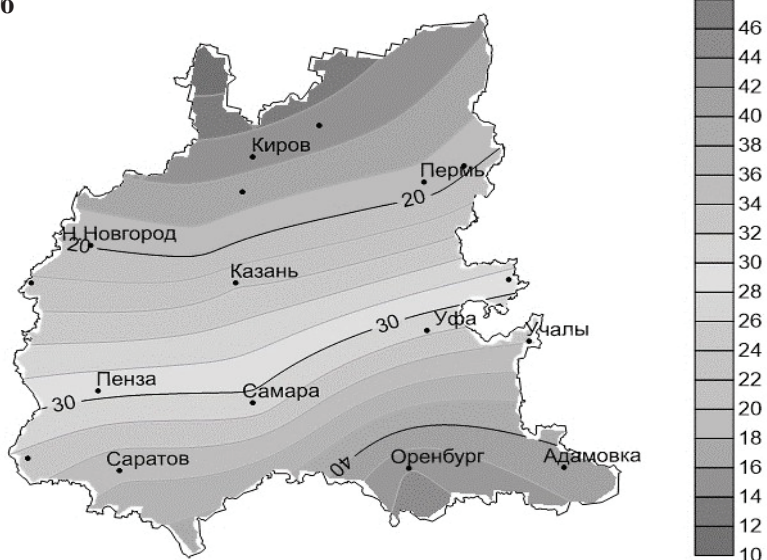 б
Киров
Пермь
20
Н.Новгород
20
Казань
30
Уфа
Учалы
Пенза
30
Самара
Саратов
40
Оренбург
Адамовка
46
44
42
40
38
36
34
32
30
28
26
24
22
20
18
16
14
12
10